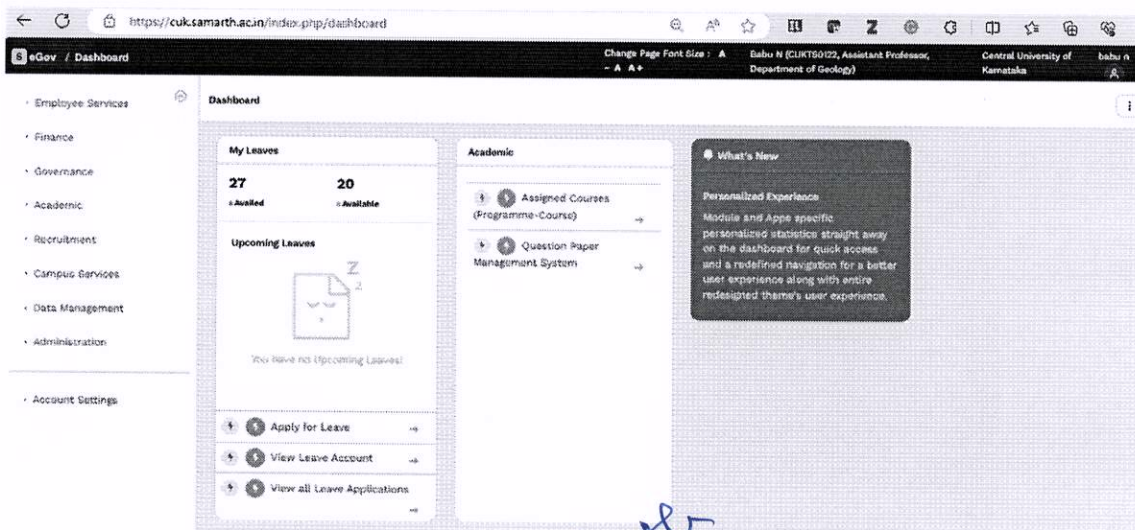 https://cuk.samarth.ac.in/index.php/dashboard
S eGov / Dashboard
Change Page Font Size : A
- A A+
Babu N (CUKTS0122, Assistant Professor,
Department of Geology)
Central University of
Karnataka
babu n
Employee Services
Finance
Governance
Academic
Recruitment
Campus Services
Data Management
Administration
Account Settings
Dashboard
My Leaves
27
Availed
20
Available
Upcoming Leaves
Z
z
You have no Upcoming Leaves!
Apply for Leave
View Leave Account
View all Leave Applications
Academic
Assigned Courses
(Programme-Course)
Question Paper
Management System
What's New
Personalized Experience
Module and Apps specific
personalized statistics straight away
on the dashboard for quick access
and a redefined navigation for a better
user experience along with entire
redesigned theme's user experience.